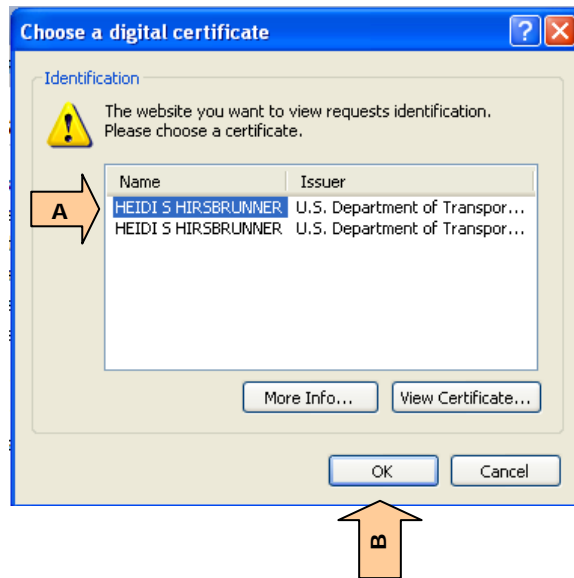 Choose a digital certificate
Identification
The website you want to view requests identification.
Please choose a certificate.
Name Issuer
A
HEIDI S HIRSBRUNNER U.S. Department of Transpor...
HEIDI S HIRSBRUNNER U.S. Department of Transpor...
More Info... View Certificate...
OK Cancel
B